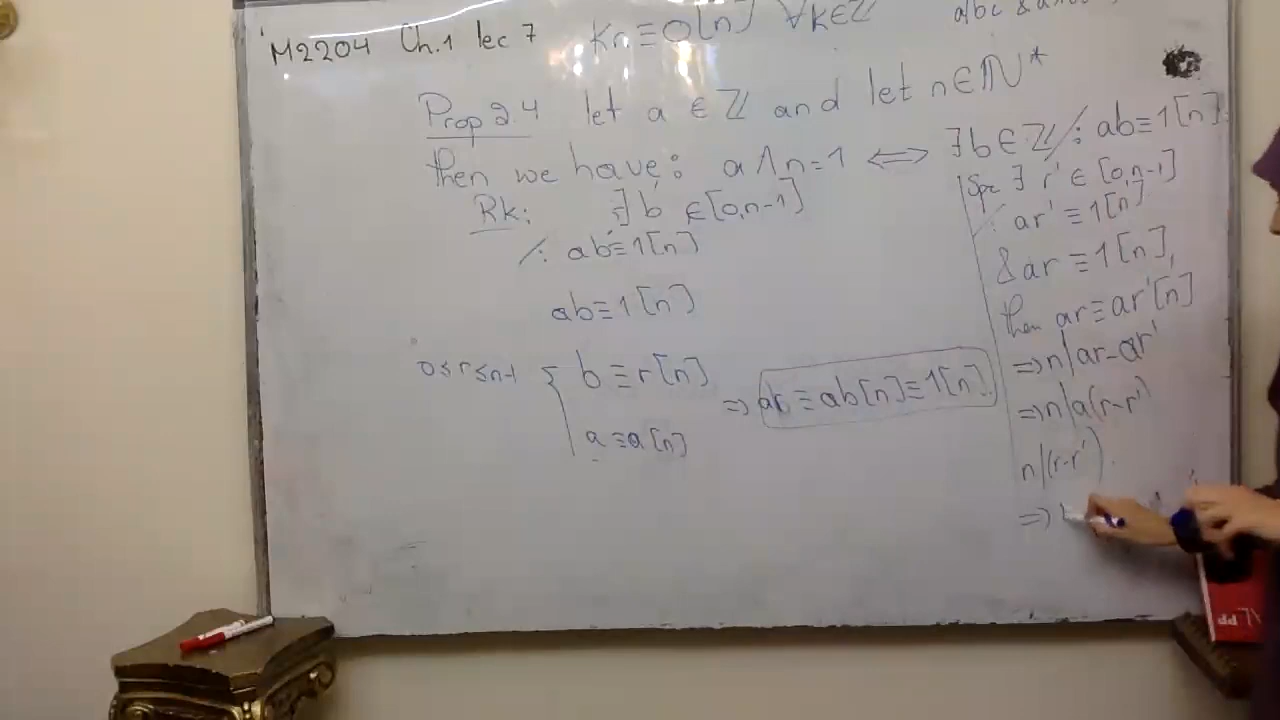 M2204 Ch.1 lec 7 Kn≡0[n] ∀k∈ℤ
Prop 2.4 let a ∈ ℤ and let n∈ℕ*
then we have: a∧n=1 ⟺ ∃b∈ℤ/: ab≡1[n]
Rk: ∃ b' ∈[0,n-1]
/: ab'≡1[n]
ab≡1[n]
0≤r≤n-1 { b≡r[n]
a≡a[n]
=> ar≡ab[n]≡1[n]
Spe ∃ r'∈[0,n-1]
/: ar'≡1[n]
& ar≡1[n],
then ar≡ar'[n]
=>n|ar-ar'
=>n|a(r-r')
n|(r-r')
=>